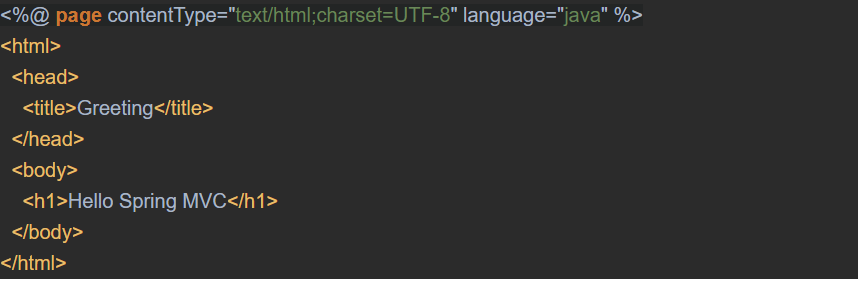 <%@ page contentType="text/html;charset=UTF-8" language="java" %>
<html>
  <head>
    <title>Greeting</title>
  </head>
  <body>
    <h1>Hello Spring MVC</h1>
  </body>
</html>